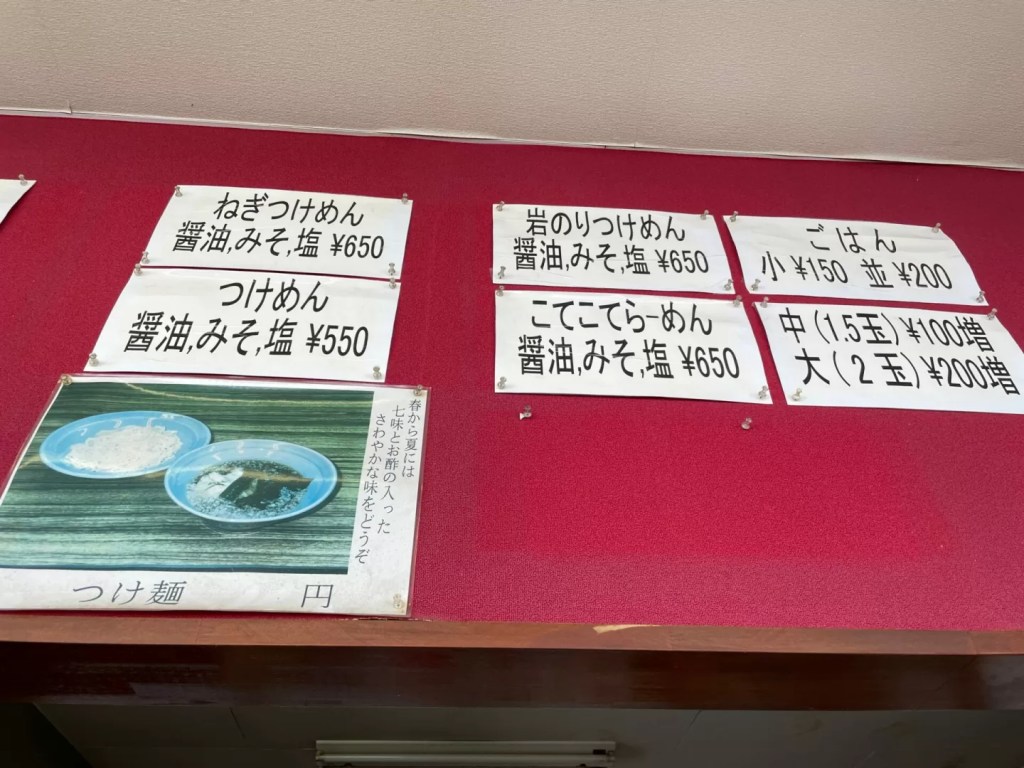 ねぎつけめん
醤油,みそ,塩 ¥650
つけめん
醤油,みそ,塩 ¥550
岩のりつけめん
醤油,みそ,塩 ¥650
こてこてらーめん
醤油,みそ,塩 ¥650
ごはん
小 ¥150 並 ¥200
中(1.5玉)¥100増
大(2玉)¥200増
春から夏には
七味とお酢の入った
さわやかな味をどうぞ
つけ麺 円